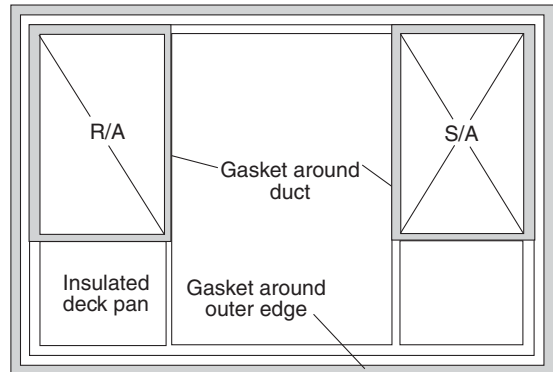 R/A
S/A
Gasket around
duct
Insulated
deck pan
Gasket around
outer edge